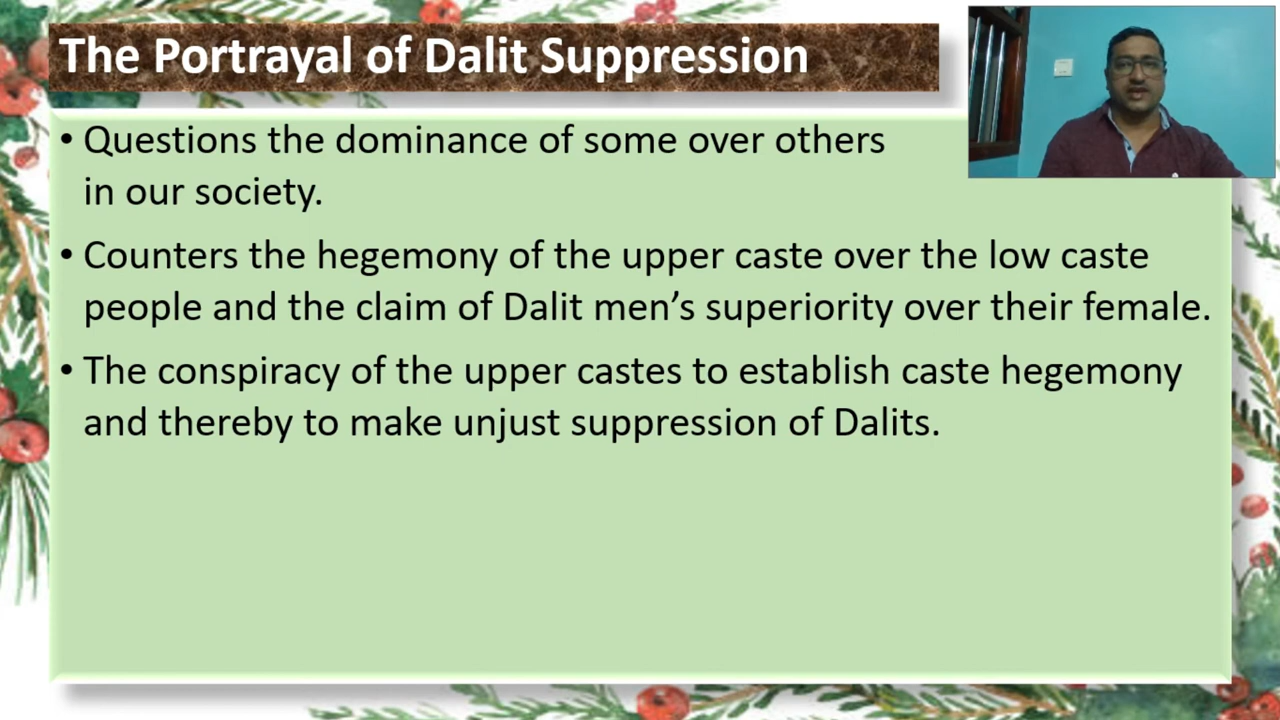 The Portrayal of Dalit Suppression
• Questions the dominance of some over others
in our society.
• Counters the hegemony of the upper caste over the low caste
people and the claim of Dalit men’s superiority over their female.
• The conspiracy of the upper castes to establish caste hegemony
and thereby to make unjust suppression of Dalits.